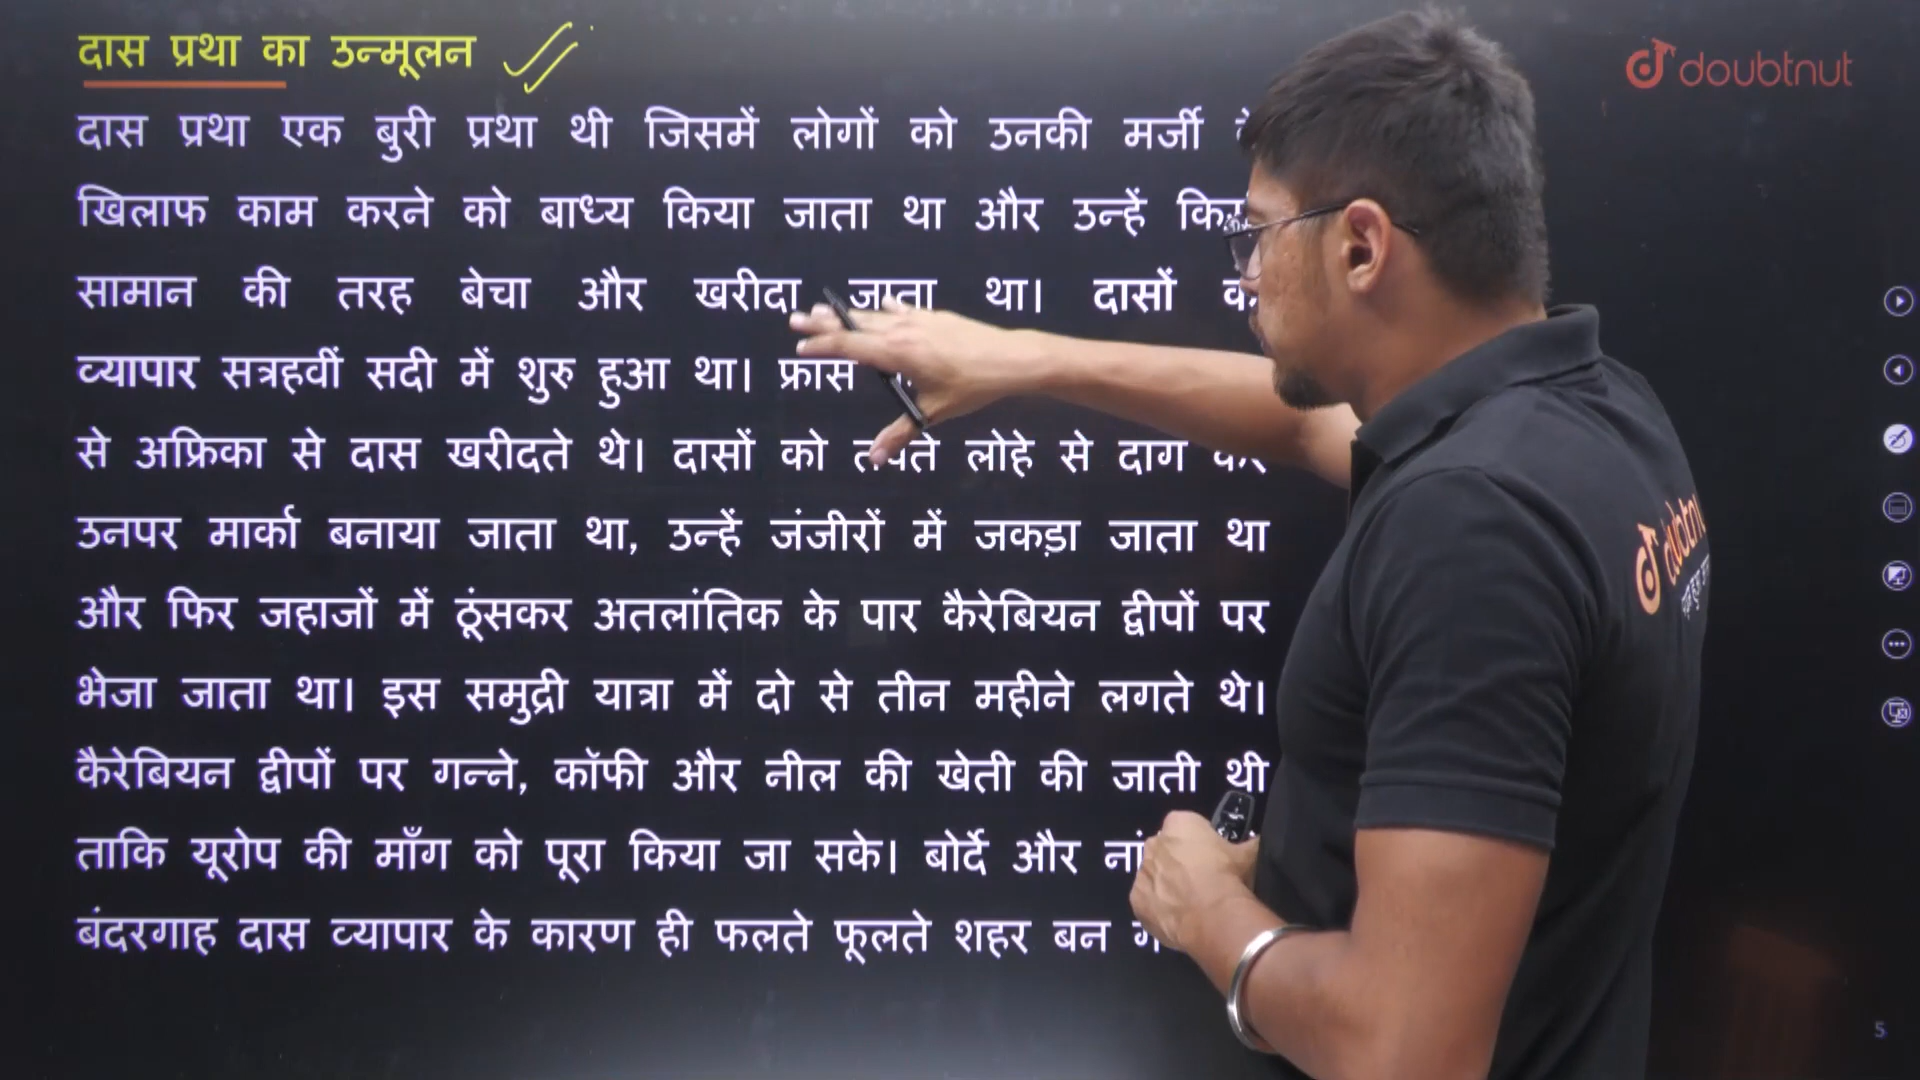 दास प्रथा का उन्मूलन
doubtnut
दास प्रथा एक बुरी प्रथा थी जिसमें लोगों को उनकी मर्जी
खिलाफ काम करने को बाध्य किया जाता था और उन्हें
सामान की तरह बेचा और खरीदा जाता था। दासों
व्यापार सत्रहवीं सदी में शुरु हुआ था।
से अफ्रिका से दास खरीदते थे। दासों को लोहे से दाग
उनपर मार्का बनाया जाता था, उन्हें जंजीरों में जकड़ा जाता था
और फिर जहाजों में ठूंसकर अतलांतिक के पार कैरेबियन द्वीपों पर
भेजा जाता था। इस समुद्री यात्रा में दो से तीन महीने लगते थे।
कैरेबियन द्वीपों पर गन्ने, कॉफी और नील की खेती की जाती थी
ताकि यूरोप की माँग को पूरा किया जा सके। बोर्दे और
बंदरगाह दास व्यापार के कारण ही फलते फूलते शहर बन
5